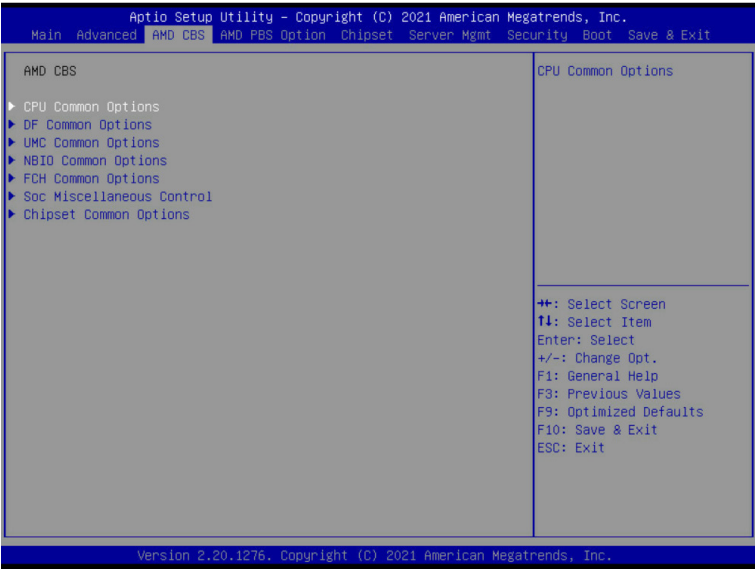 Aptio Setup Utility – Copyright (C) 2021 American Megatrends, Inc.
Main Advanced AMD CBS AMD PBS Option Chipset Server Mgmt Security Boot Save & Exit
AMD CBS
CPU Common Options
DF Common Options
UMC Common Options
NBIO Common Options
FCH Common Options
Soc Miscellaneous Control
Chipset Common Options
CPU Common Options
→←: Select Screen
↑↓: Select Item
Enter: Select
+/-: Change Opt.
F1: General Help
F3: Previous Values
F9: Optimized Defaults
F10: Save & Exit
ESC: Exit
Version 2.20.1276. Copyright (C) 2021 American Megatrends, Inc.